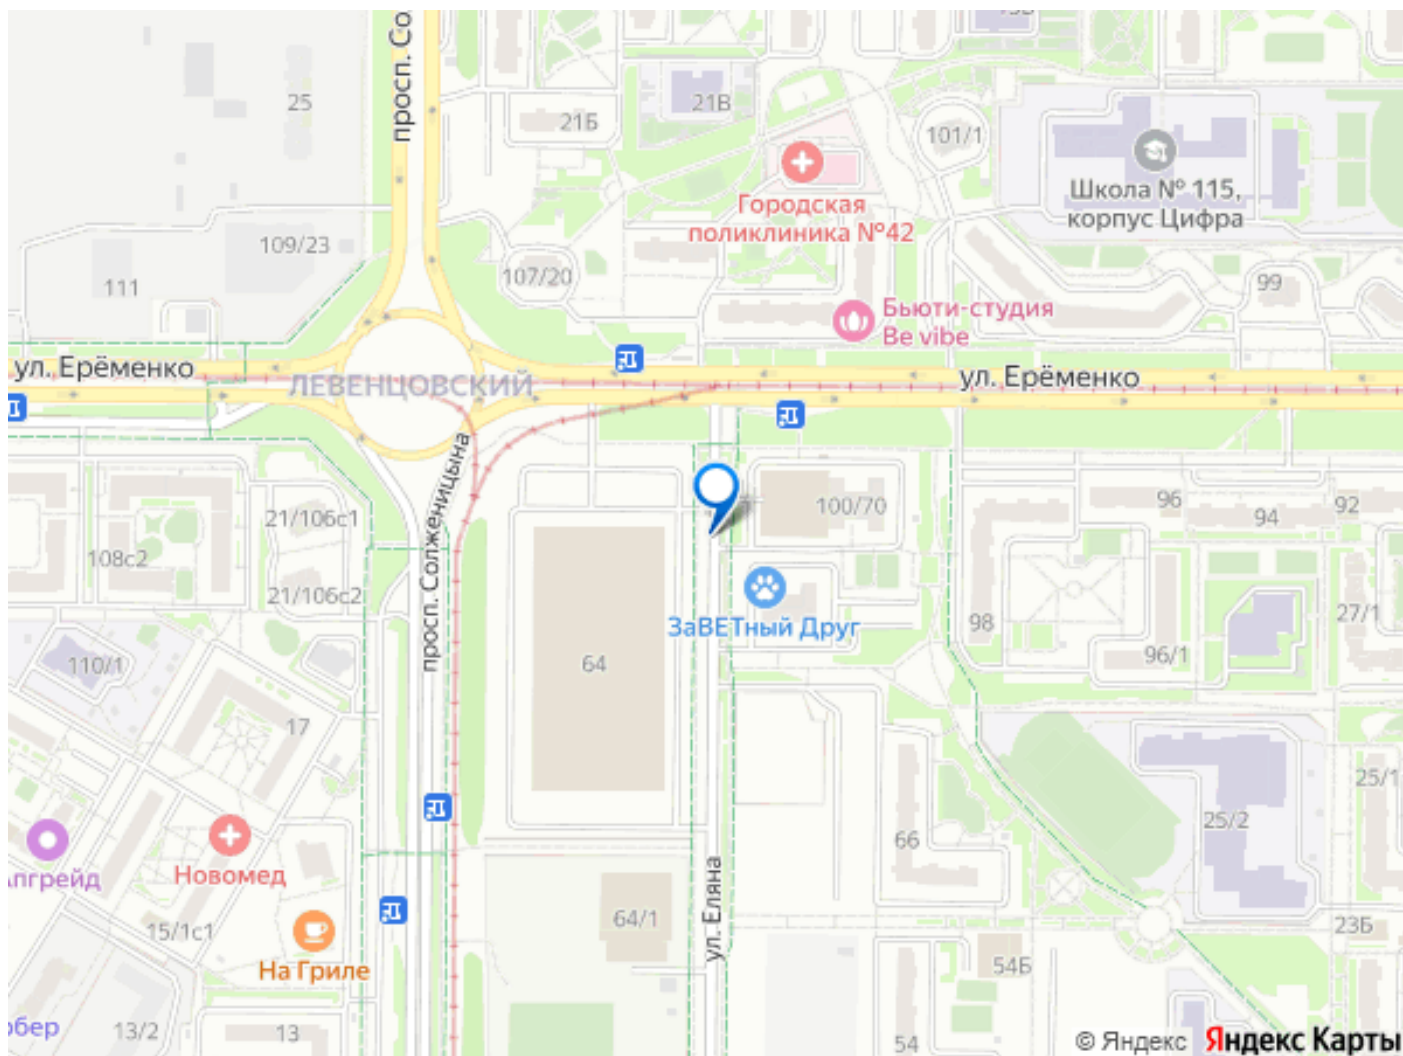 просп. Со
25
21Б
21В
101/1
Школа № 115,
корпус Цифра
Городская
поликлиника №42
109/23
111
107/20
99
Бьюти-студия
Be vibe
ул. Ерёменко
ЛЕВЕНЦОВСКИЙ
ул. Ерёменко
просп. Солженицына
21/106с1
108с2
21/106с2
100/70
96
94
92
ЗаВЕТный Друг
98
27/1
96/1
110/1
64
17
25/1
25/2
66
Апгрейд
Новомед
ул. Еляна
15/1с1
64/1
23Б
На Гриле
54Б
обер
13/2
13
54
© Яндекс Яндекс Карты